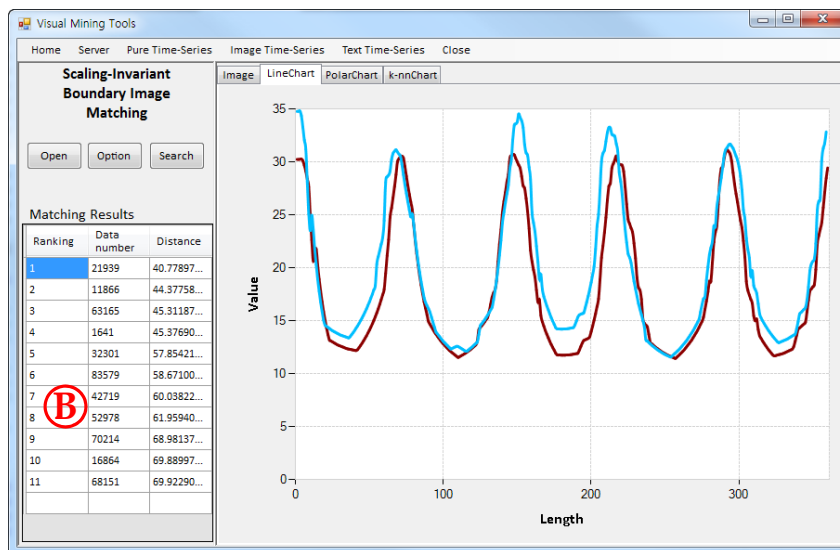 Visual Mining Tools
Home Server Pure Time-Series Image Time-Series Text Time-Series Close
Scaling-Invariant
Boundary Image
Matching
Open Option Search
Matching Results
Ranking Data number Distance
1 21939 40.77897...
2 11866 44.37758...
3 63165 45.31187...
4 1641 45.37690...
5 32301 57.85421...
6 83579 58.67100...
7 42719 60.03822...
8 52978 61.95940...
9 70214 68.98137...
10 16864 69.88997...
11 68151 69.92290...
B
Image LineChart PolarChart k-nnChart
35
30
25
20
15
10
5
0
Value
0 100 200 300
Length